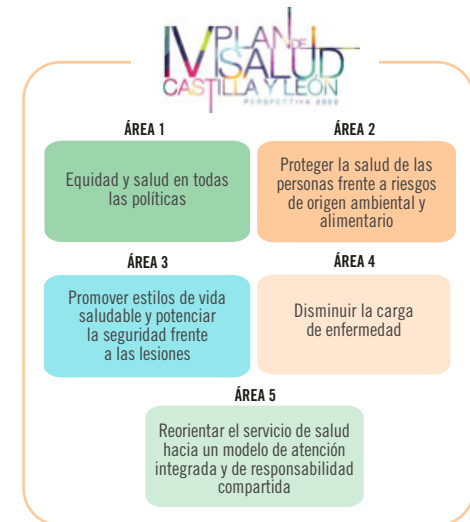 IV PLAN DE
SALUD
CASTILLA Y LEÓN
PERSPECTIVA 2020
ÁREA 1
Equidad y salud en todas
las políticas
ÁREA 2
Proteger la salud de las
personas frente a riesgos
de origen ambiental y
alimentario
ÁREA 3
Promover estilos de vida
saludable y potenciar
la seguridad frente
a las lesiones
ÁREA 4
Disminuir la carga
de enfermedad
ÁREA 5
Reorientar el servicio de salud
hacia un modelo de atención
integrada y de responsabilidad
compartida